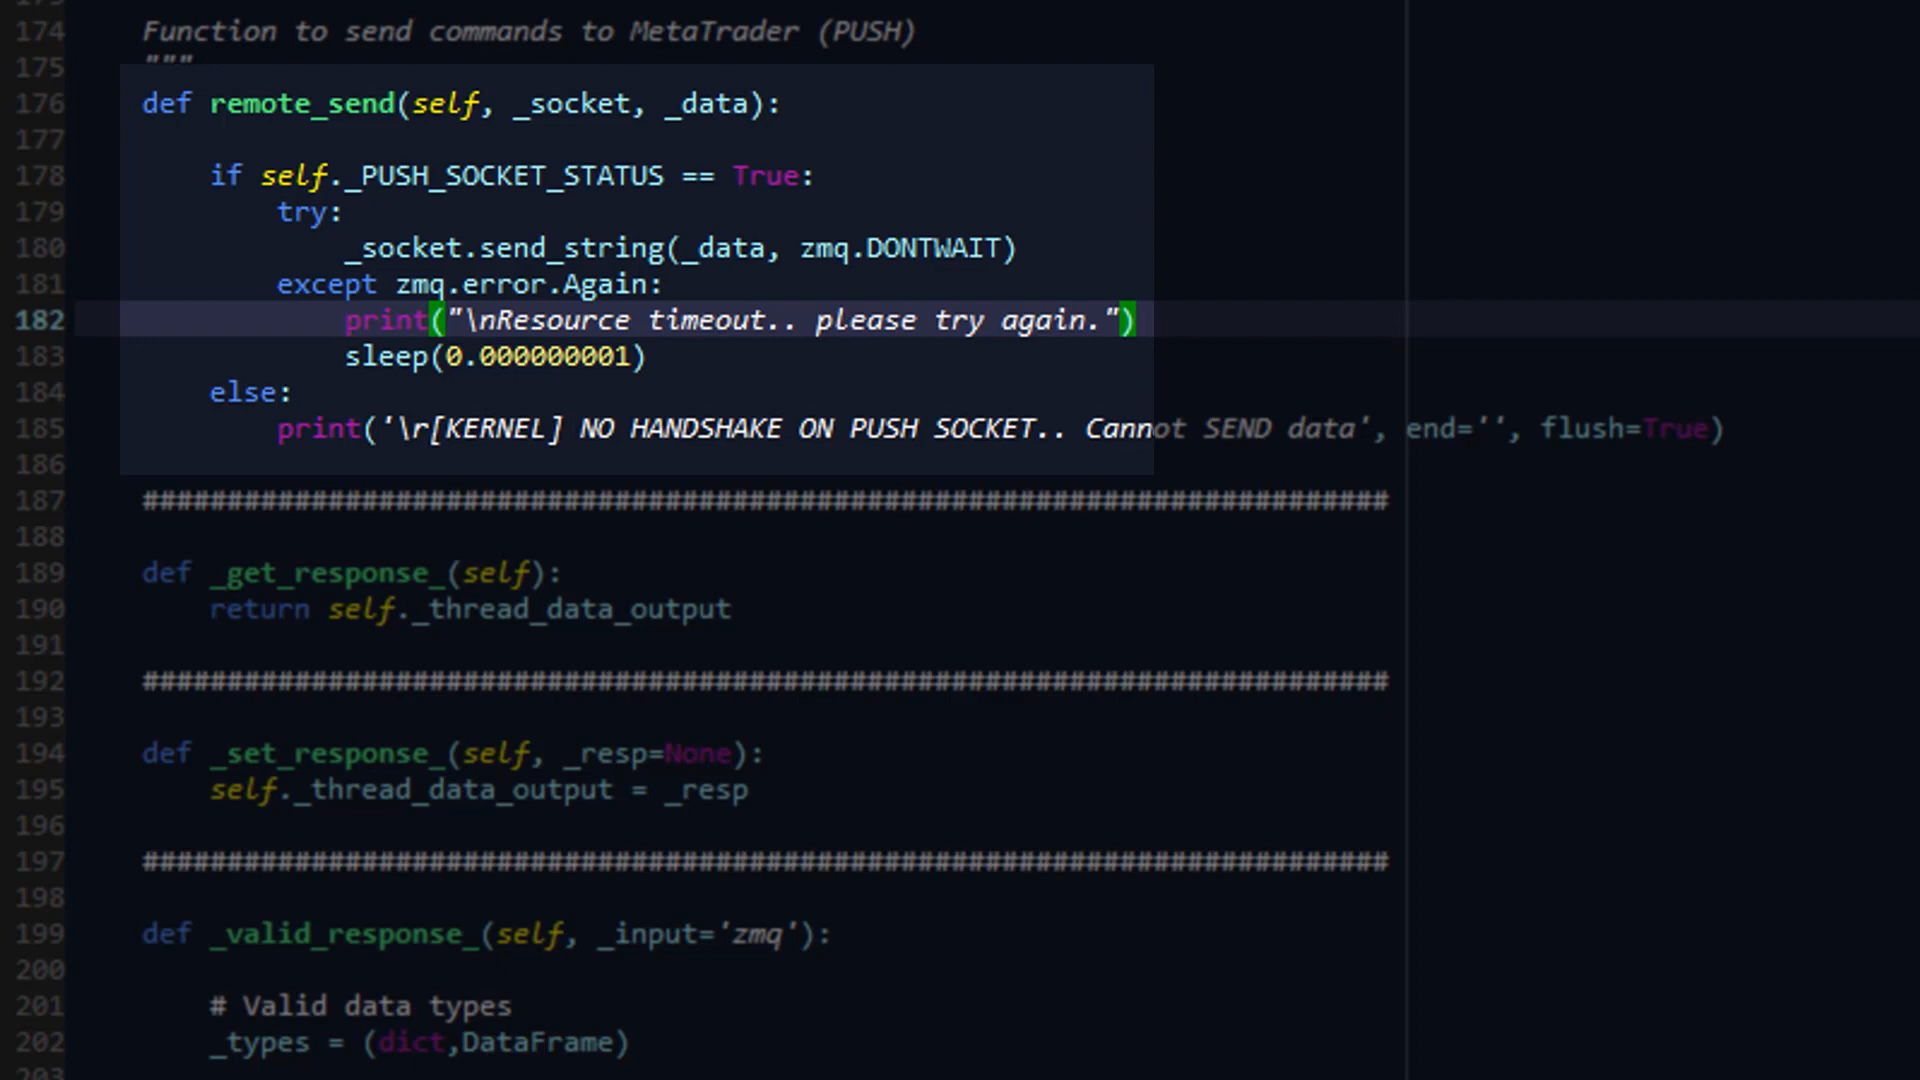 174 Function to send commands to MetaTrader (PUSH)
175 """
176 def remote_send(self, _socket, _data):
177
178 if self._PUSH_SOCKET_STATUS == True:
179 try:
180 _socket.send_string(_data, zmq.DONTWAIT)
181 except zmq.error.Again:
182 print("\nResource timeout.. please try again.")
183 sleep(0.000000001)
184 else:
185 print('\r[KERNEL] NO HANDSHAKE ON PUSH SOCKET.. Cannot SEND data', end='', flush=True)
186
187 ##########################################################################
188
189 def _get_response_(self):
190 return self._thread_data_output
191
192 ##########################################################################
193
194 def _set_response_(self, _resp=None):
195 self._thread_data_output = _resp
196
197 ##########################################################################
198
199 def _valid_response_(self, _input='zmq'):
200
201 # Valid data types
202 _types = (dict,DataFrame)
203